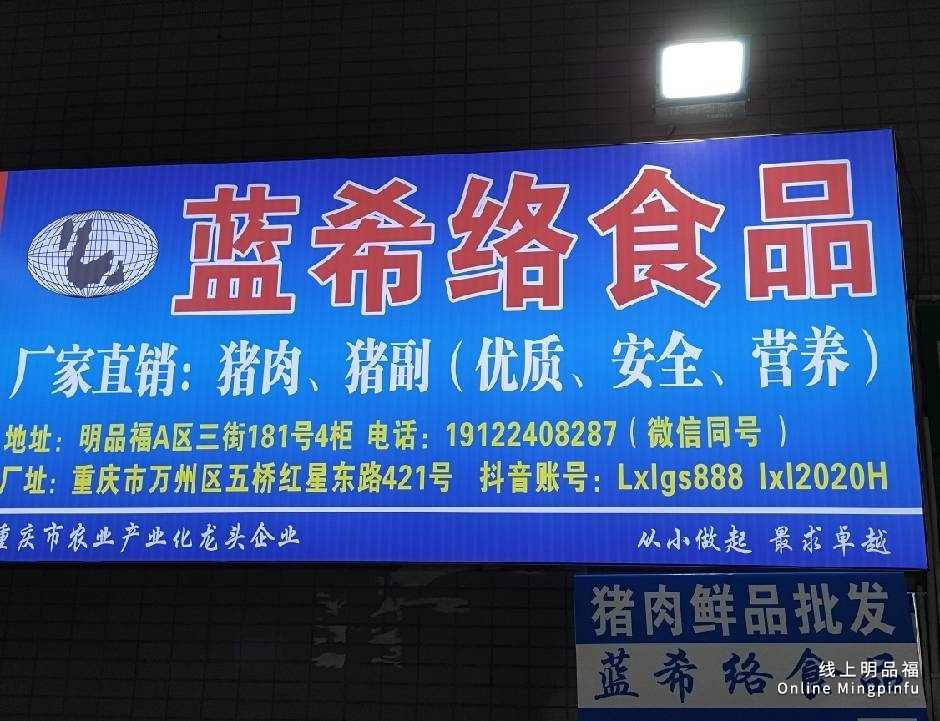 蓝希络食品
厂家直销：猪肉、猪副（优质、安全、营养）
地址：明品福A区三街181号4柜 电话：19122408287（微信同号）
厂址：重庆市万州区五桥红星东路421号 抖音账号：Lxlgs888 lxl2020H
重庆市农业产业化龙头企业 从小做起 最求卓越
猪肉鲜品批发
蓝希络食品
线上明品福
Online Mingpinfu